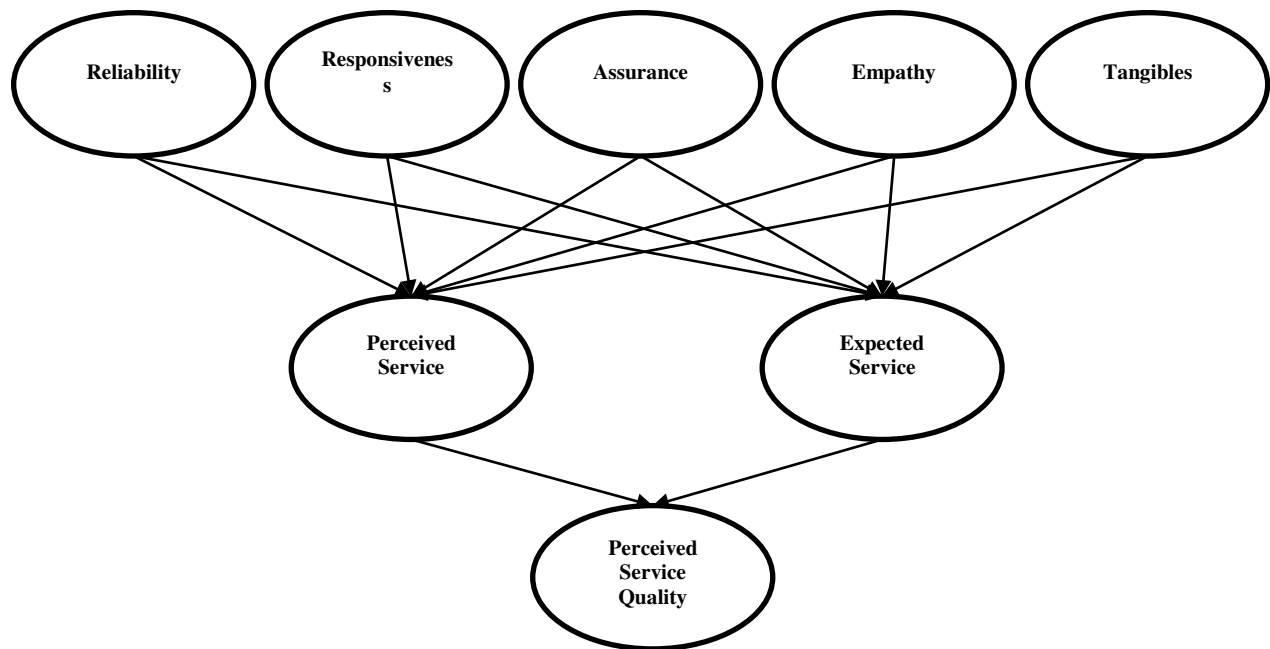 Reliability
Responsivenes
s
Assurance
Empathy
Tangibles
Perceived
Service
Expected
Service
Perceived
Service
Quality